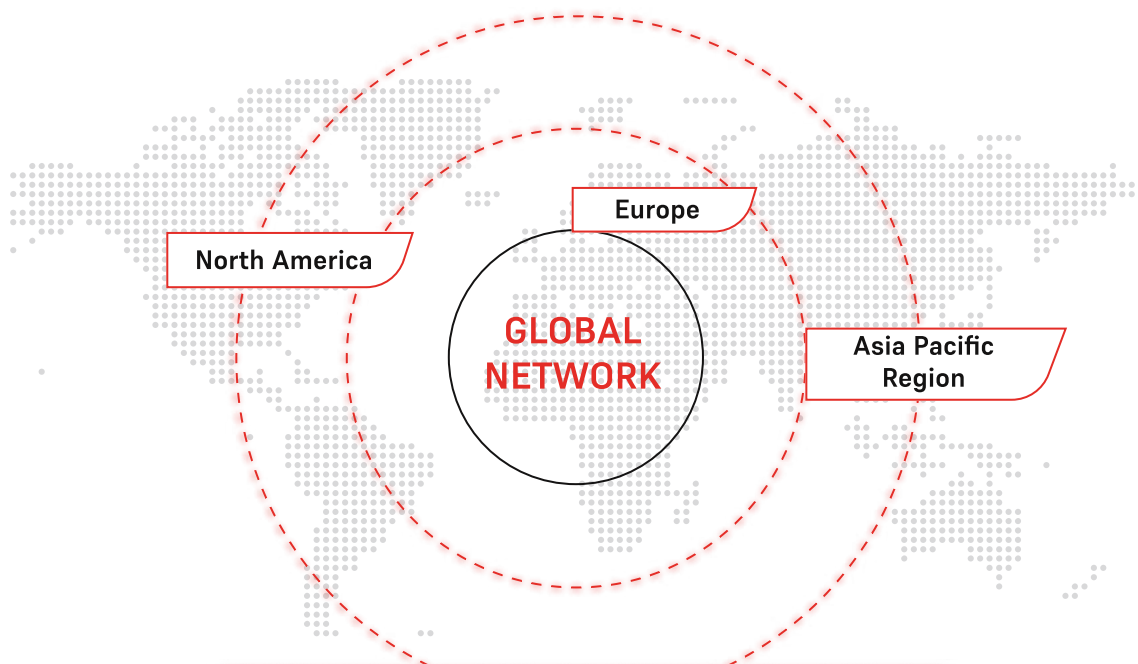 Europe
North America
GLOBAL
NETWORK
Asia Pacific
Region